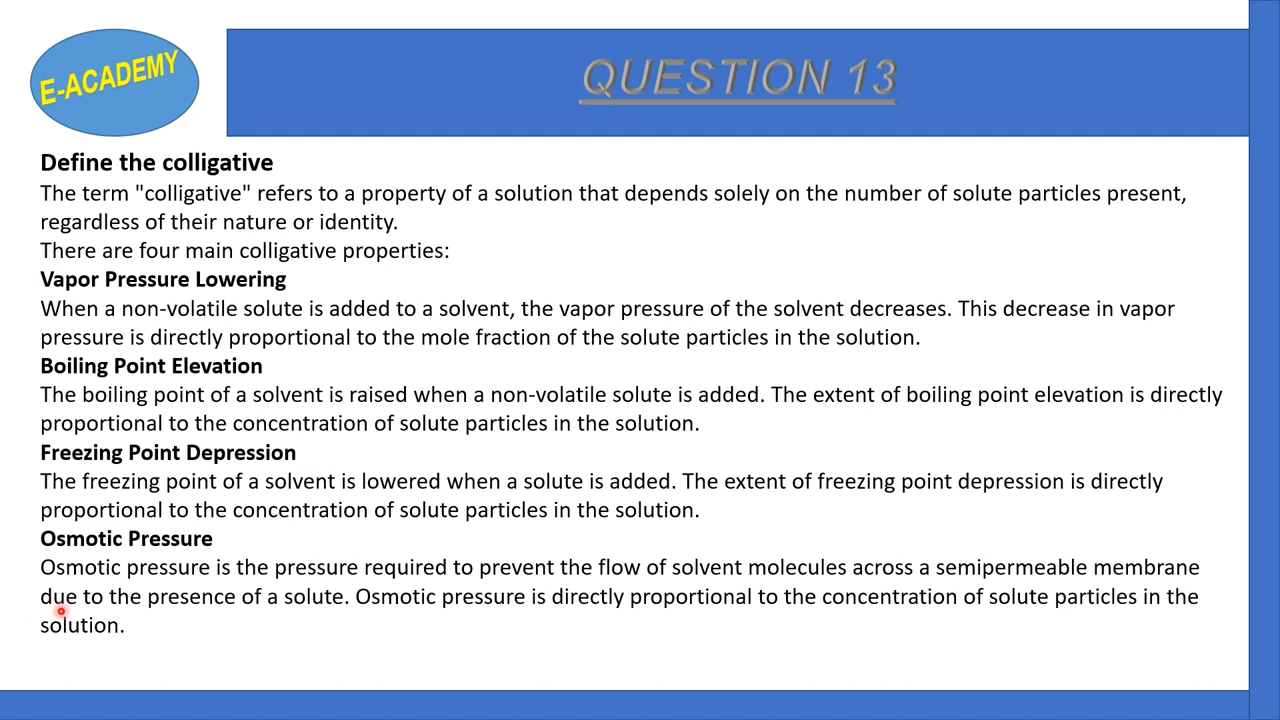 E-ACADEMY
QUESTION 13
Define the colligative
The term "colligative" refers to a property of a solution that depends solely on the number of solute particles present,
regardless of their nature or identity.
There are four main colligative properties:
Vapor Pressure Lowering
When a non-volatile solute is added to a solvent, the vapor pressure of the solvent decreases. This decrease in vapor
pressure is directly proportional to the mole fraction of the solute particles in the solution.
Boiling Point Elevation
The boiling point of a solvent is raised when a non-volatile solute is added. The extent of boiling point elevation is directly
proportional to the concentration of solute particles in the solution.
Freezing Point Depression
The freezing point of a solvent is lowered when a solute is added. The extent of freezing point depression is directly
proportional to the concentration of solute particles in the solution.
Osmotic Pressure
Osmotic pressure is the pressure required to prevent the flow of solvent molecules across a semipermeable membrane
due to the presence of a solute. Osmotic pressure is directly proportional to the concentration of solute particles in the
solution.